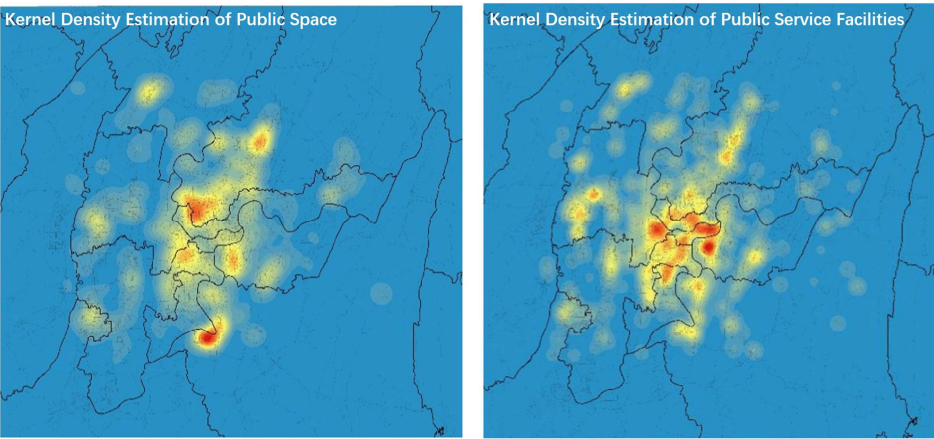 Kernel Density Estimation of Public Space
Kernel Density Estimation of Public Service Facilities